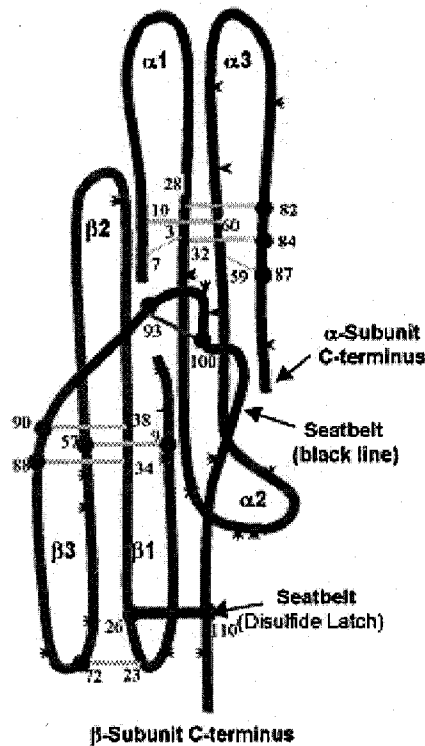 α1 α3
β2
28
10 82
3 60 84
32
7 59 87
93
100
α-Subunit
C-terminus
90 38
57 9
88 34
Seatbelt
(black line)
α2
β3 β1
Seatbelt
(Disulfide Latch)
26 110
72 23
β-Subunit C-terminus